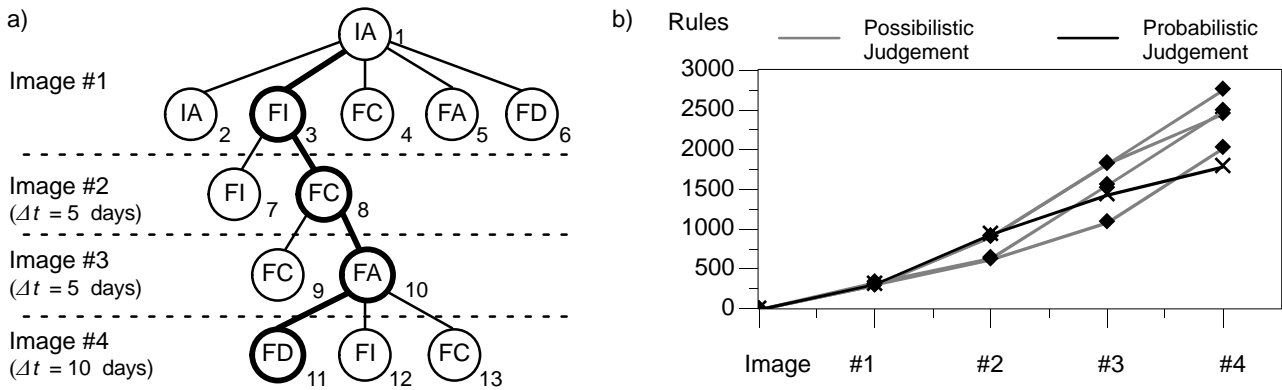 a)
IA 1
Image #1
IA 2 FI 3 FC 4 FA 5 FD 6
Image #2
(Δt = 5 days)
FI 7 FC 8
Image #3
(Δt = 5 days)
FC 9 FA 10
Image #4
(Δt = 10 days)
FD 11 FI 12 FC 13
b)
Rules
Possibilistic
Judgement
Probabilistic
Judgement
3000
2500
2000
1500
1000
500
0
Image #1 #2 #3 #4